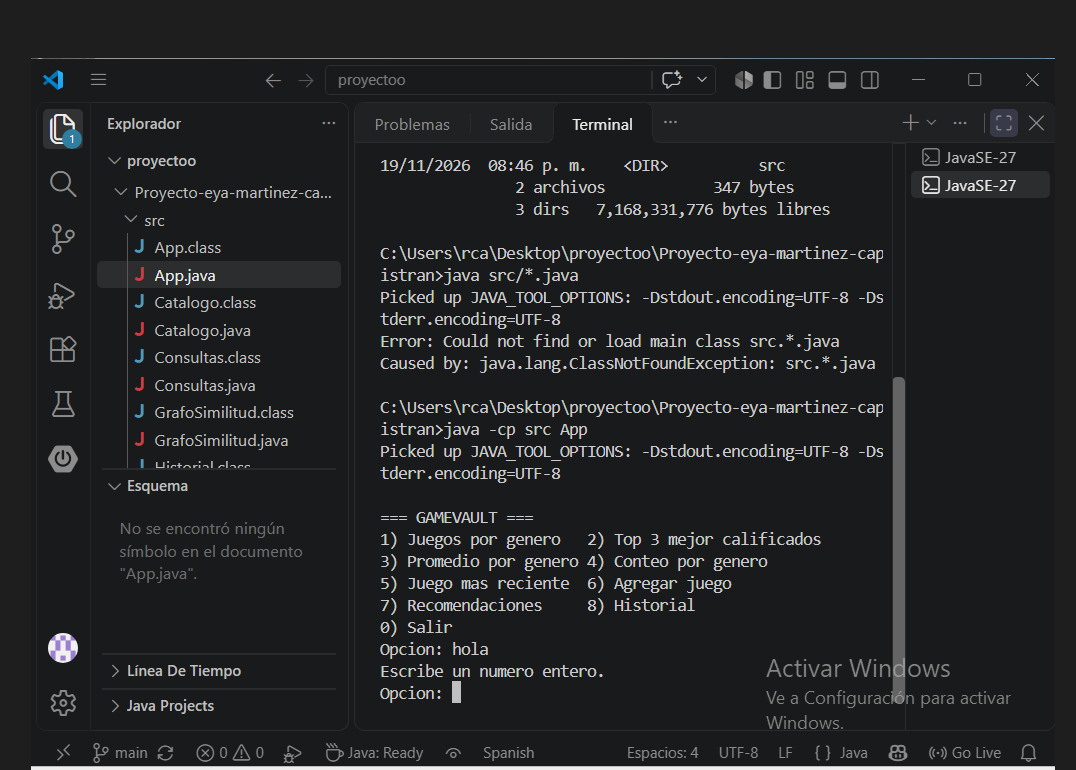 proyectoo
Explorador
1
proyectoo
Proyecto-eya-martinez-ca...
src
J App.class
J App.java
J Catalogo.class
J Catalogo.java
J Consultas.class
J Consultas.java
J GrafoSimilitud.class
J GrafoSimilitud.java
J Historial.class
Esquema
No se encontró ningún
símbolo en el documento
"App.java".
Línea De Tiempo
Java Projects
Problemas Salida Terminal
19/11/2026  08:46 p. m.    <DIR>          src
2 archivos            347 bytes
3 dirs   7,168,331,776 bytes libres
C:\Users\rca\Desktop\proyectoo\Proyecto-eya-martinez-cap
istran>java src/*.java
Picked up JAVA_TOOL_OPTIONS: -Dstdout.encoding=UTF-8 -Ds
tderr.encoding=UTF-8
Error: Could not find or load main class src.*.java
Caused by: java.lang.ClassNotFoundException: src.*.java
C:\Users\rca\Desktop\proyectoo\Proyecto-eya-martinez-cap
istran>java -cp src App
Picked up JAVA_TOOL_OPTIONS: -Dstdout.encoding=UTF-8 -Ds
tderr.encoding=UTF-8
=== GAMEVAULT ===
1) Juegos por genero   2) Top 3 mejor calificados
3) Promedio por genero 4) Conteo por genero
5) Juego mas reciente  6) Agregar juego
7) Recomendaciones     8) Historial
0) Salir
Opcion: hola
Escribe un numero entero.
Opcion:
JavaSE-27
JavaSE-27
Activar Windows
Ve a Configuración para activar
Windows.
main 0 0 Java: Ready Spanish Espacios: 4 UTF-8 LF {} Java Go Live